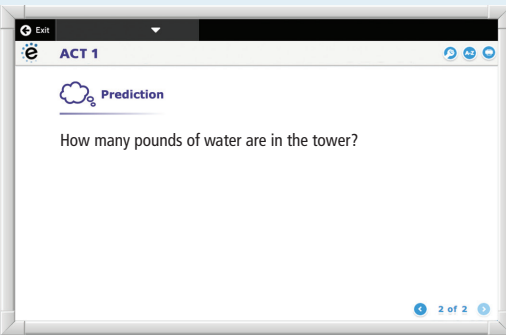 Exit
ë ACT 1 A-Z
Prediction
How many pounds of water are in the tower?
2 of 2